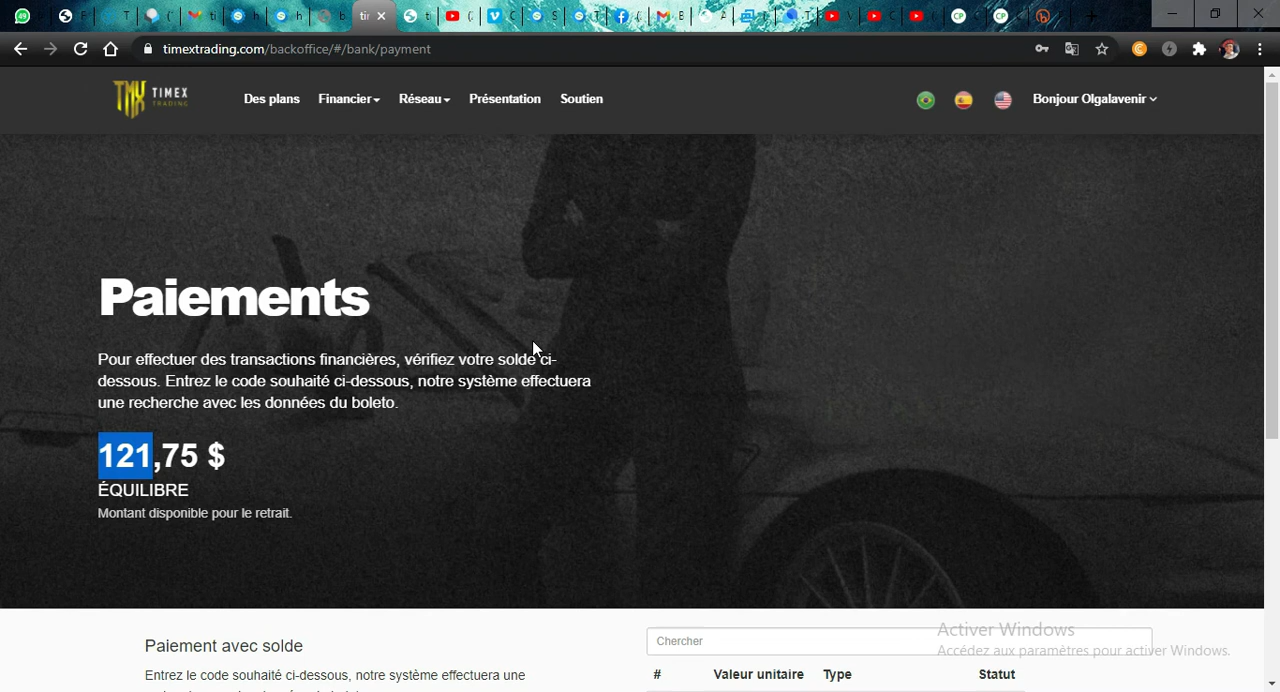 timextrading.com/backoffice/#/bank/payment
TMX TIMEX TRADING
Des plans Financier Réseau Présentation Soutien Bonjour Olgalavenir
Paiements
Pour effectuer des transactions financières, vérifiez votre solde ci-
dessous. Entrez le code souhaité ci-dessous, notre système effectuera
une recherche avec les données du boleto.
121,75 $
ÉQUILIBRE
Montant disponible pour le retrait.
Paiement avec solde
Entrez le code souhaité ci-dessous, notre système effectuera une
Chercher
# Valeur unitaire Type Statut
Activer Windows
Accédez aux paramètres pour activer Windows.